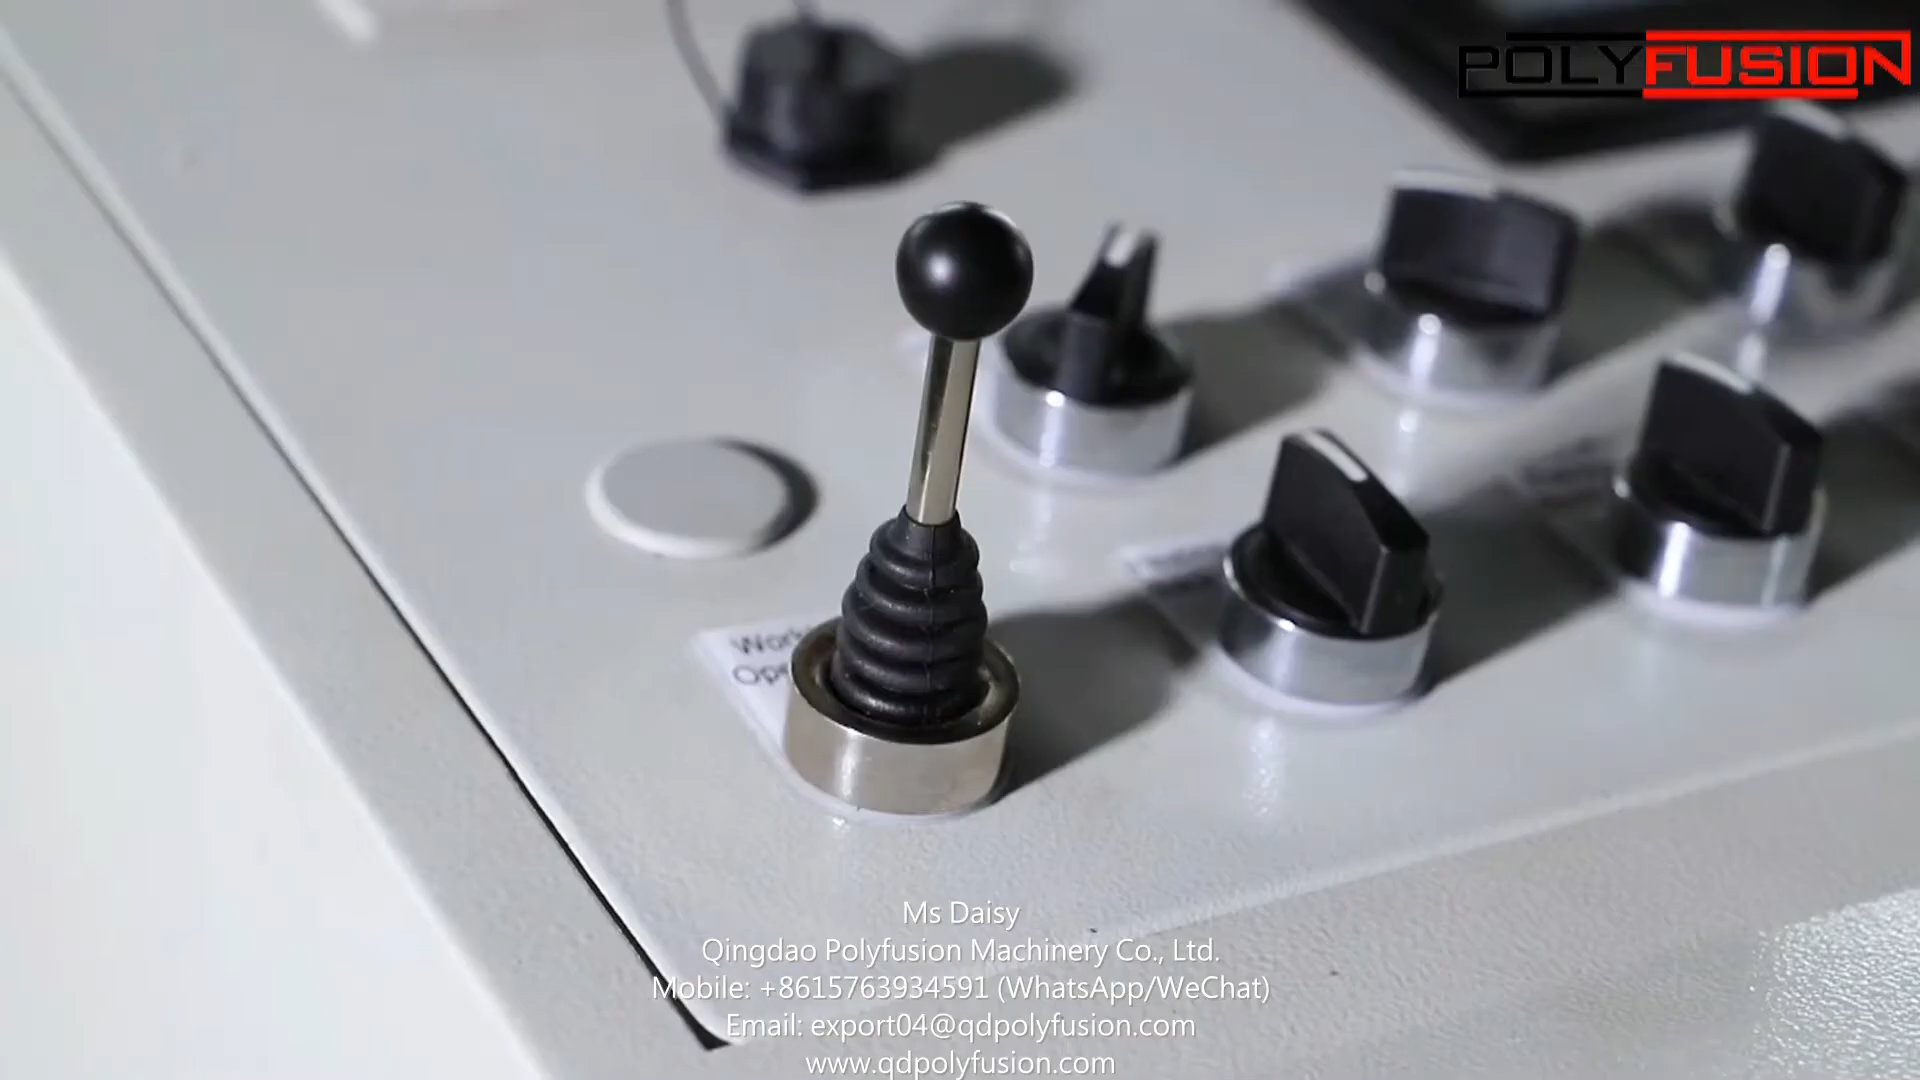 POLYFUSION
Ms Daisy
Qingdao Polyfusion Machinery Co., Ltd.
Mobile: +8615763934591 (WhatsApp/WeChat)
Email: export04@qdpolyfusion.com
www.qdpolyfusion.com